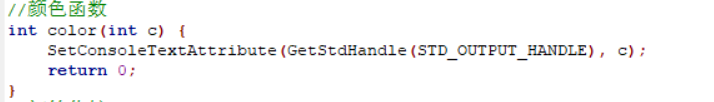 //颜色函数
int color(int c) {
    SetConsoleTextAttribute(GetStdHandle(STD_OUTPUT_HANDLE), c);
    return 0;
}